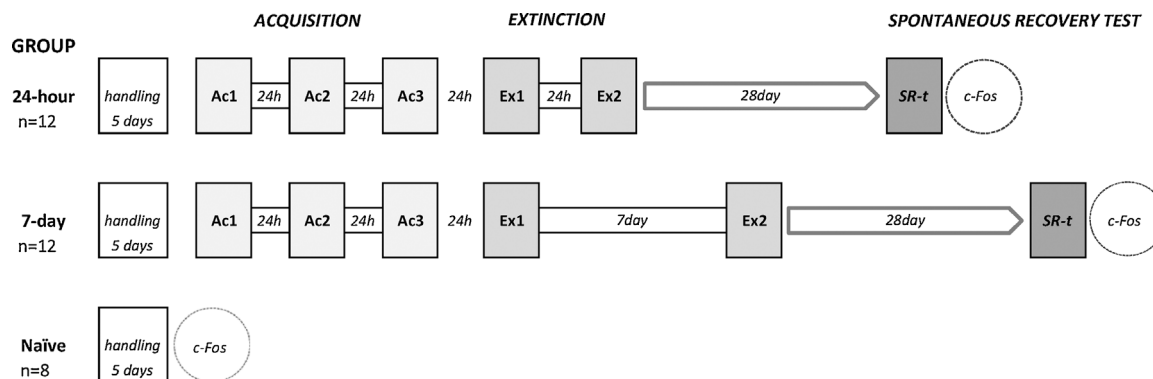 ACQUISITION EXTINCTION SPONTANEOUS RECOVERY TEST
GROUP
24-hour
n=12
handling
5 days
Ac1 24h Ac2 24h Ac3 24h Ex1 24h Ex2 28day SR-t c-Fos
7-day
n=12
handling
5 days
Ac1 24h Ac2 24h Ac3 24h Ex1 7day Ex2 28day SR-t c-Fos
Naïve
n=8
handling
5 days
c-Fos